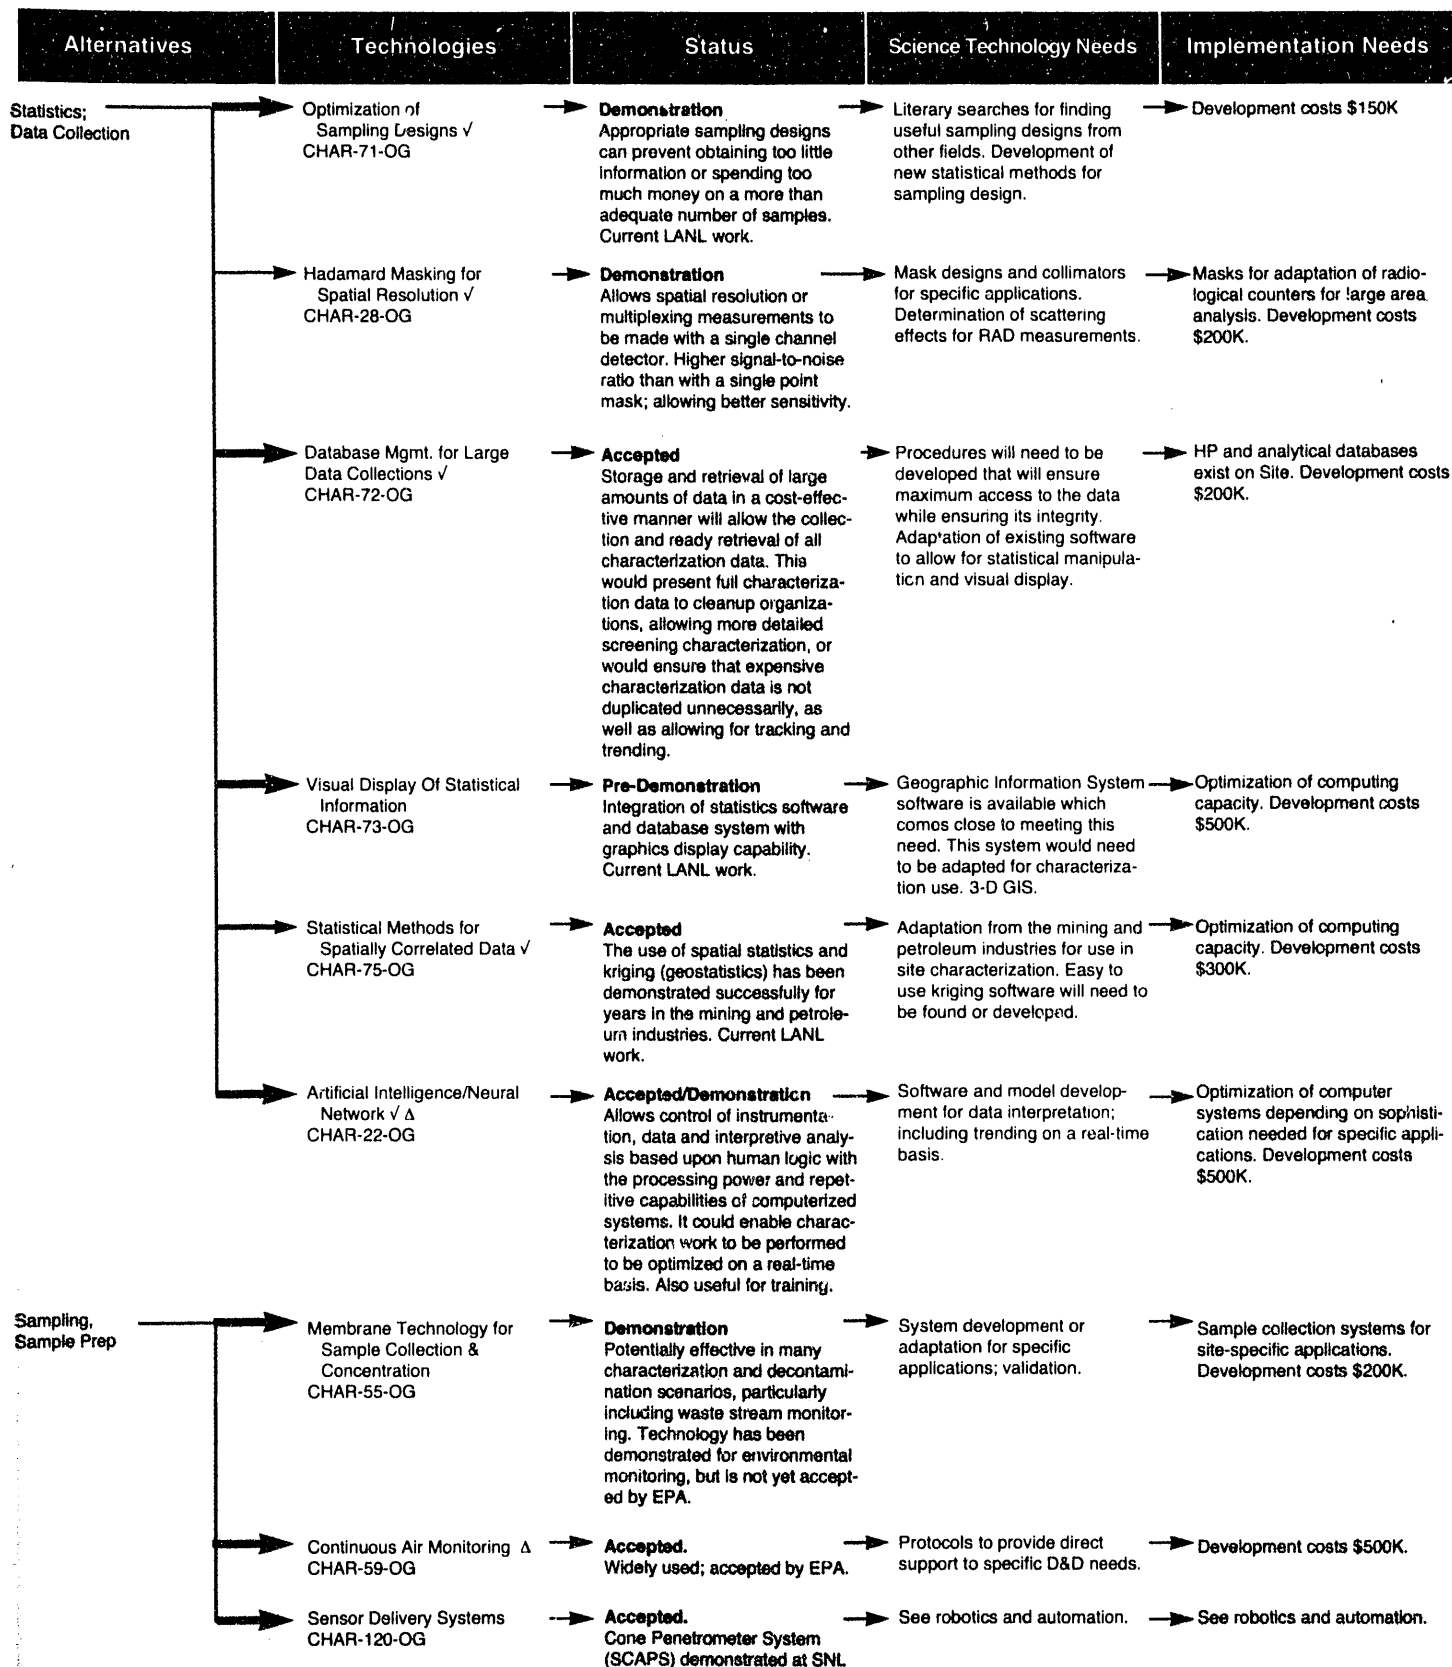 Alternatives
Technologies
Status
Science Technology Needs
Implementation Needs
Statistics;
Data Collection
Optimization of
Sampling Designs √
CHAR-71-OG
Demonstration
Appropriate sampling designs
can prevent obtaining too little
information or spending too
much money on a more than
adequate number of samples.
Current LANL work.
Literary searches for finding
useful sampling designs from
other fields. Development of
new statistical methods for
sampling design.
Development costs $150K
Hadamard Masking for
Spatial Resolution √
CHAR-28-OG
Demonstration
Allows spatial resolution or
multiplexing measurements to
be made with a single channel
detector. Higher signal-to-noise
ratio than with a single point
mask; allowing better sensitivity.
Mask designs and collimators
for specific applications.
Determination of scattering
effects for RAD measurements.
Masks for adaptation of radio-
logical counters for large area
analysis. Development costs
$200K.
Database Mgmt. for Large
Data Collections √
CHAR-72-OG
Accepted
Storage and retrieval of large
amounts of data in a cost-effec-
tive manner will allow the collec-
tion and ready retrieval of all
characterization data. This
would present full characteriza-
tion data to cleanup organiza-
tions, allowing more detailed
screening characterization, or
would ensure that expensive
characterization data is not
duplicated unnecessarily, as
well as allowing for tracking and
trending.
Procedures will need to be
developed that will ensure
maximum access to the data
while ensuring its integrity.
Adaptation of existing software
to allow for statistical manipula-
tion and visual display.
HP and analytical databases
exist on Site. Development costs
$200K.
Visual Display Of Statistical
Information
CHAR-73-OG
Pre-Demonstration
Integration of statistics software
and database system with
graphics display capability.
Current LANL work.
Geographic Information System
software is available which
comes close to meeting this
need. This system would need
to be adapted for characteriza-
tion use. 3-D GIS.
Optimization of computing
capacity. Development costs
$500K.
Statistical Methods for
Spatially Correlated Data √
CHAR-75-OG
Accepted
The use of spatial statistics and
kriging (geostatistics) has been
demonstrated successfully for
years in the mining and petrole-
um industries. Current LANL
work.
Adaptation from the mining and
petroleum industries for use in
site characterization. Easy to
use kriging software will need to
be found or developed.
Optimization of computing
capacity. Development costs
$300K.
Artificial Intelligence/Neural
Network √ Δ
CHAR-22-OG
Accepted/Demonstration
Allows control of instrumenta-
tion, data and interpretive analy-
sis based upon human logic with
the processing power and repet-
itive capabilities of computerized
systems. It could enable charac-
terization work to be performed
to be optimized on a real-time
basis. Also useful for training.
Software and model develop-
ment for data interpretation;
including trending on a real-time
basis.
Optimization of computer
systems depending on sophisti-
cation needed for specific appli-
cations. Development costs
$500K.
Sampling,
Sample Prep
Membrane Technology for
Sample Collection &
Concentration
CHAR-55-OG
Demonstration
Potentially effective in many
characterization and decontami-
nation scenarios, particularly
including waste stream monitor-
ing. Technology has been
demonstrated for environmental
monitoring, but is not yet accept-
ed by EPA.
System development or
adaptation for specific
applications; validation.
Sample collection systems for
site-specific applications.
Development costs $200K.
Continuous Air Monitoring Δ
CHAR-59-OG
Accepted.
Widely used; accepted by EPA.
Protocols to provide direct
support to specific D&D needs.
Development costs $500K.
Sensor Delivery Systems
CHAR-120-OG
Accepted.
Cone Penetrometer System
(SCAPS) demonstrated at SNL
See robotics and automation.
See robotics and automation.